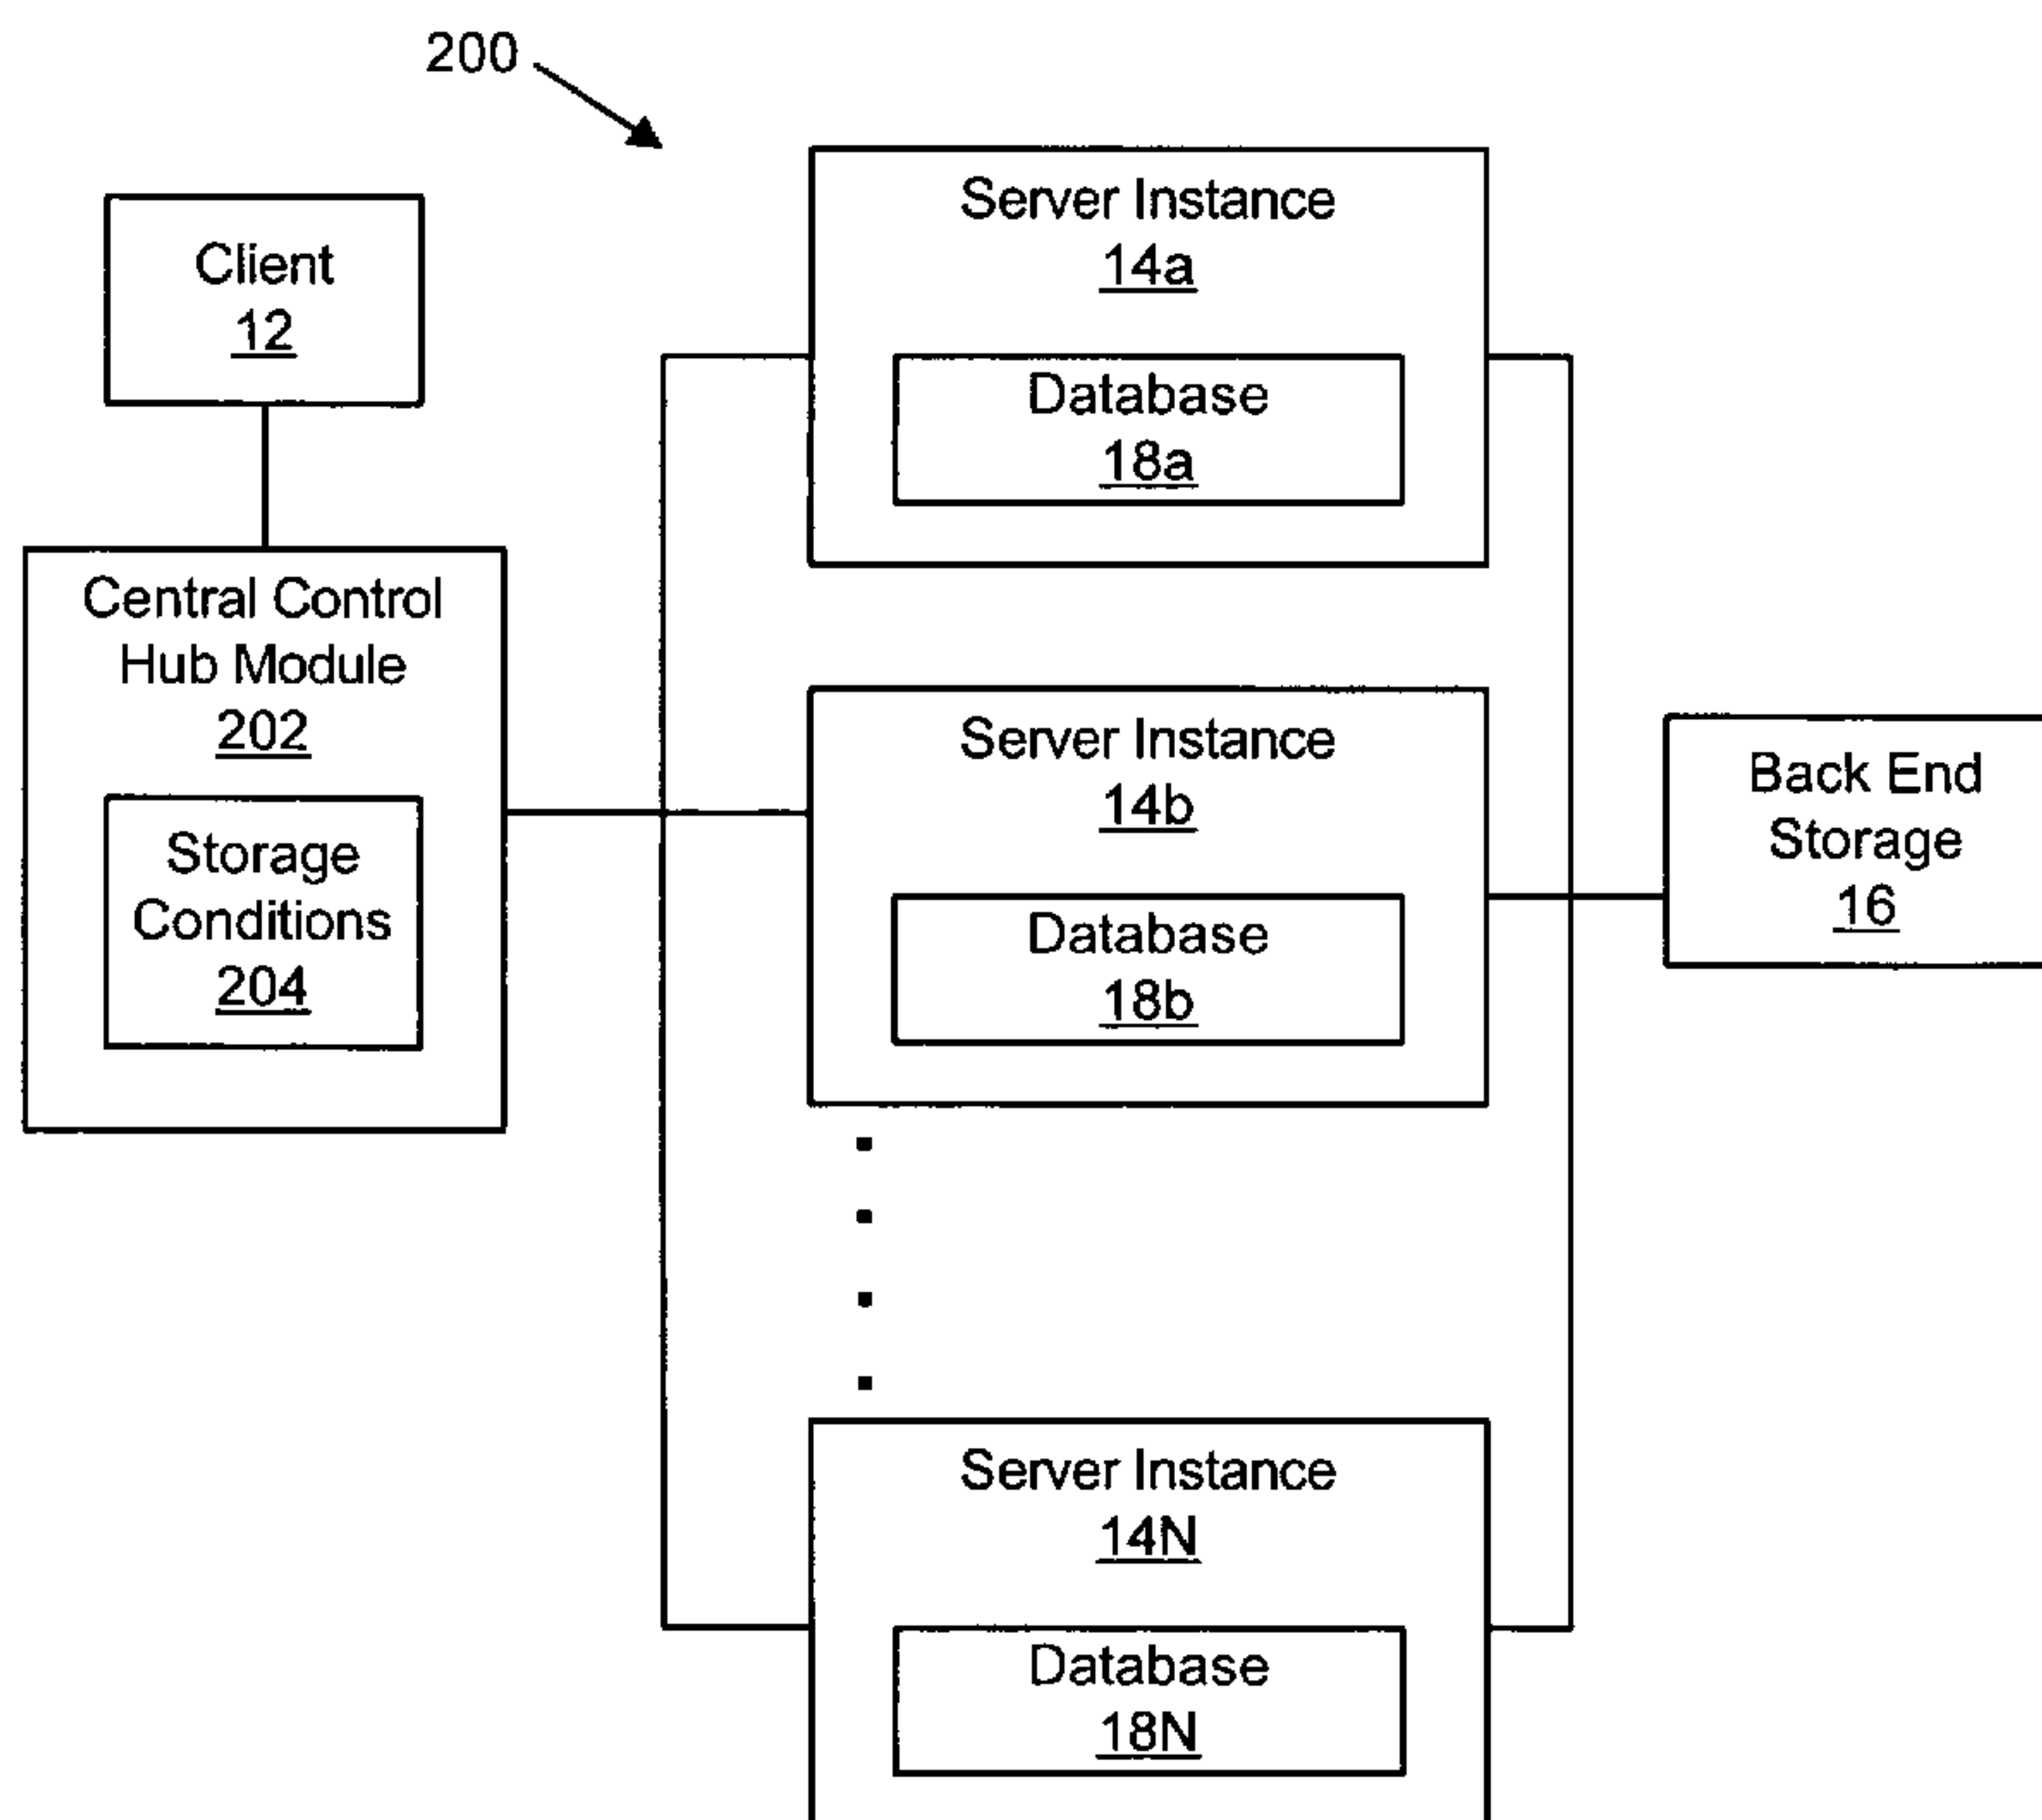 200
Client
12
Central Control
Hub Module
202
Storage
Conditions
204
Server Instance
14a
Database
18a
Server Instance
14b
Database
18b
Server Instance
14N
Database
18N
Back End
Storage
16